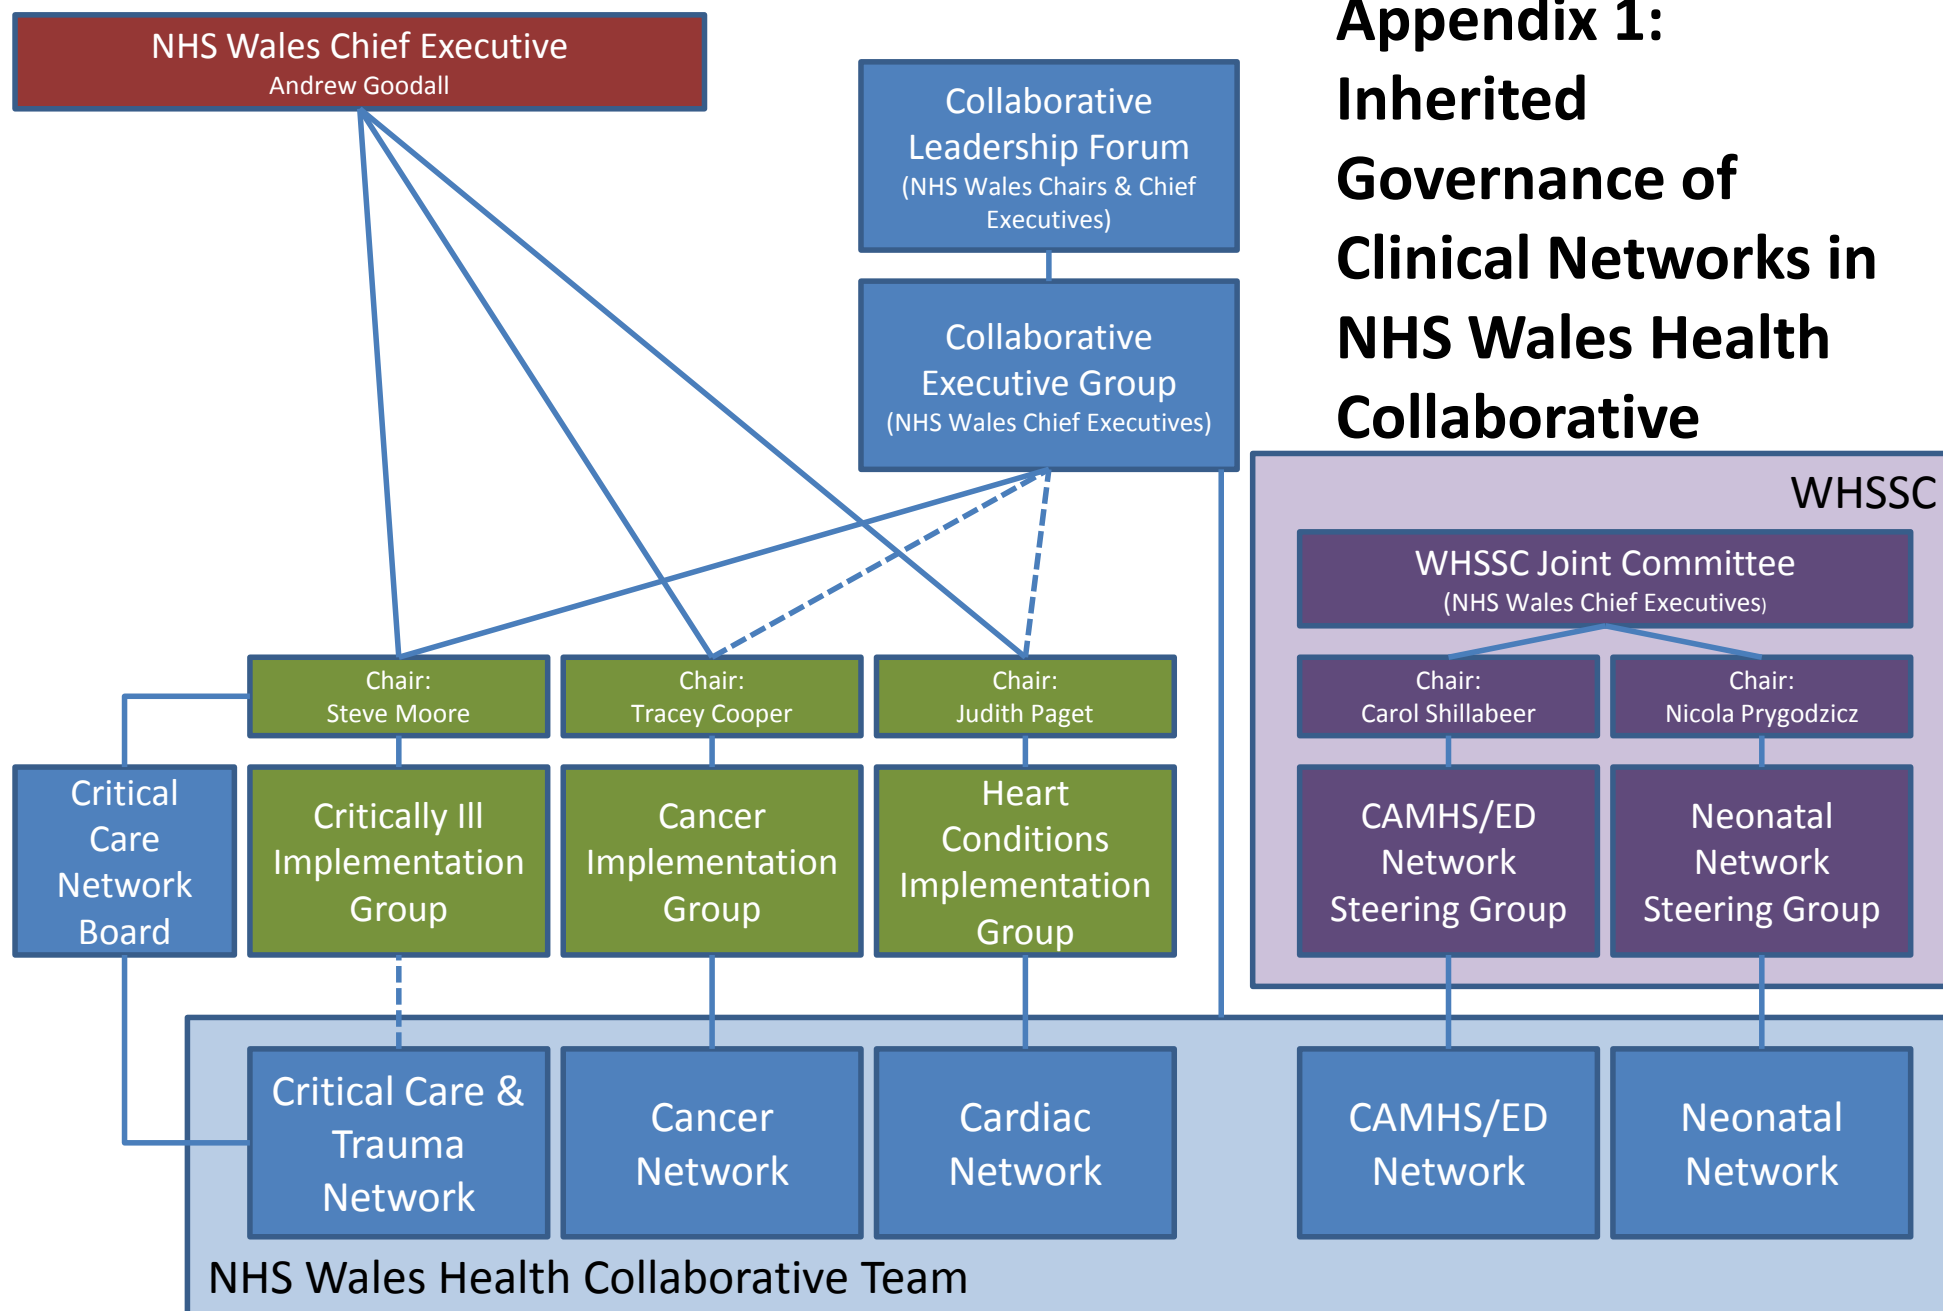 Appendix 1:
Inherited
Governance of
Clinical Networks in
NHS Wales Health
Collaborative
NHS Wales Chief Executive
Andrew Goodall
Collaborative
Leadership Forum
(NHS Wales Chairs & Chief
Executives)
Collaborative
Executive Group
(NHS Wales Chief Executives)
WHSSC
WHSSC Joint Committee
(NHS Wales Chief Executives)
Chair:
Steve Moore
Chair:
Tracey Cooper
Chair:
Judith Paget
Chair:
Carol Shillabeer
Chair:
Nicola Prygodzicz
Critical
Care
Network
Board
Critically Ill
Implementation
Group
Cancer
Implementation
Group
Heart
Conditions
Implementation
Group
CAMHS/ED
Network
Steering Group
Neonatal
Network
Steering Group
Critical Care &
Trauma
Network
Cancer
Network
Cardiac
Network
CAMHS/ED
Network
Neonatal
Network
NHS Wales Health Collaborative Team